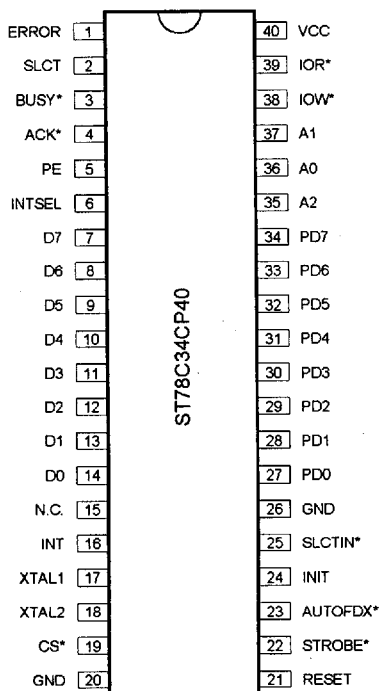 ERROR 1 40 VCC
SLCT 2 39 IOR*
BUSY* 3 38 IOW*
ACK* 4 37 A1
PE 5 36 A0
INTSEL 6 35 A2
D7 7 34 PD7
D6 8 33 PD6
D5 9 32 PD5
D4 10 31 PD4
D3 11 30 PD3
D2 12 29 PD2
D1 13 28 PD1
D0 14 27 PD0
N.C. 15 26 GND
INT 16 25 SLCTIN*
XTAL1 17 24 INIT
XTAL2 18 23 AUTOFDX*
CS* 19 22 STROBE*
GND 20 21 RESET
ST78C34CP40